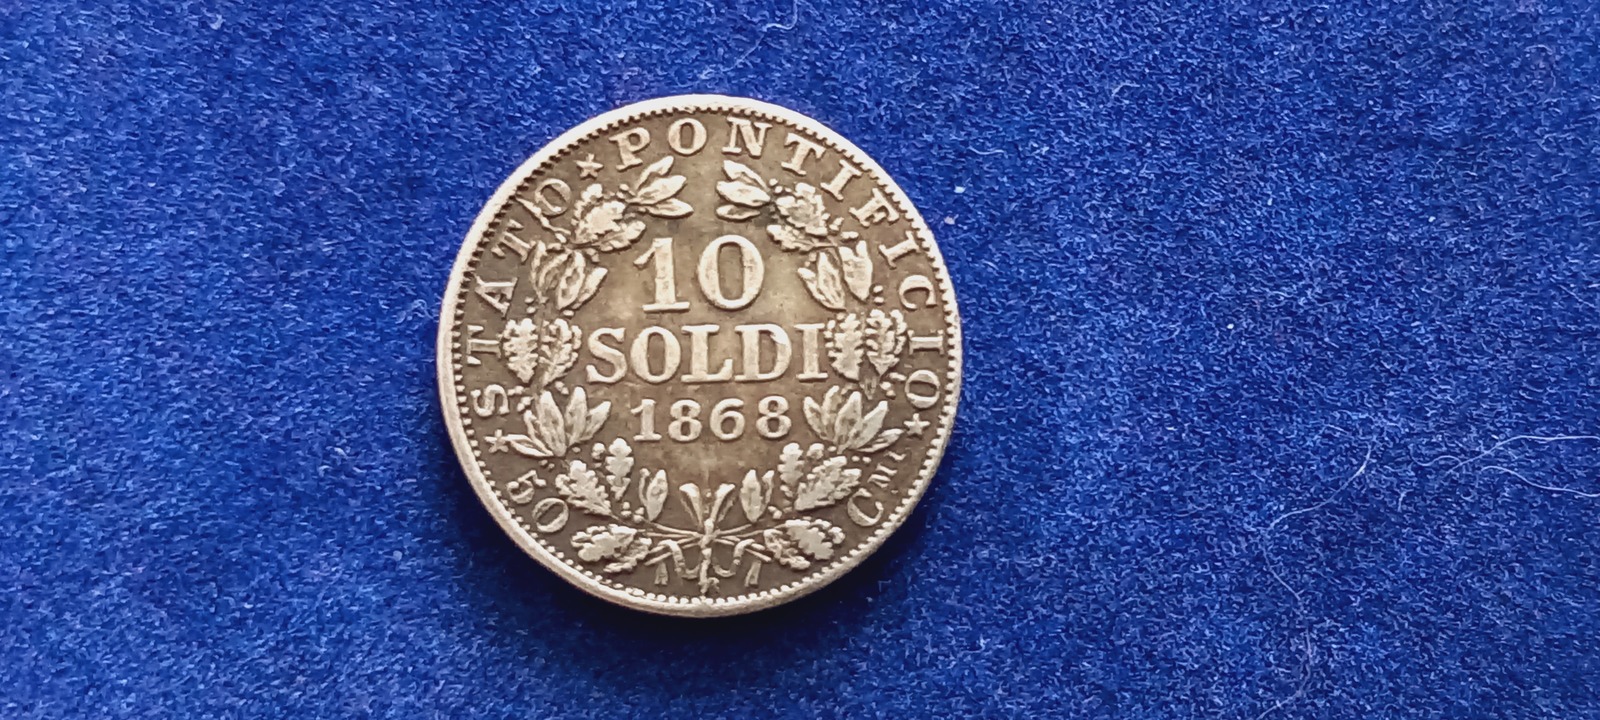 STATO ★ PONTIFICIO ★
10
SOLDI
1868
★ 50 CMI